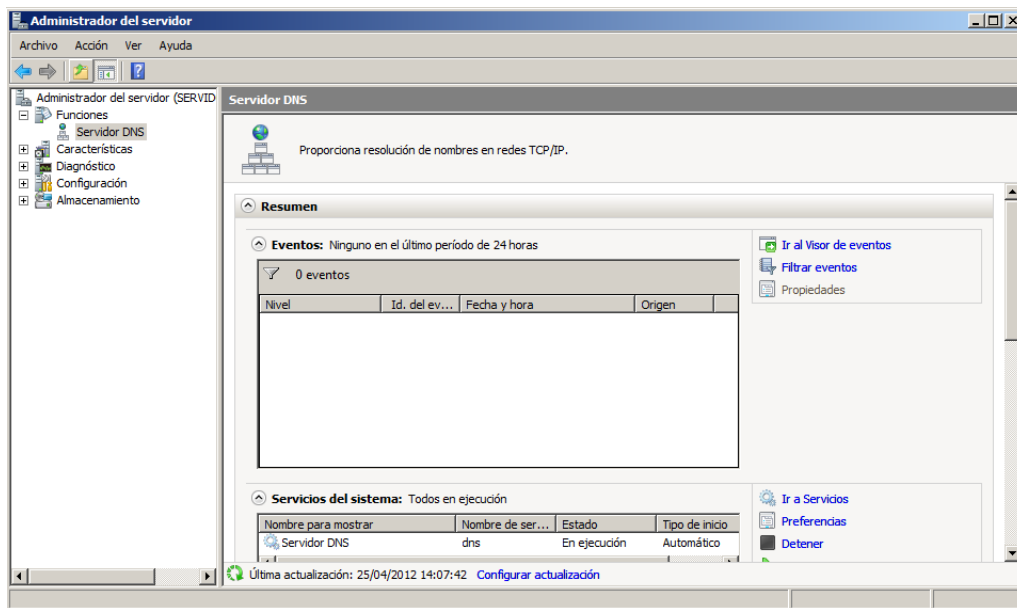 Administrador del servidor
Archivo Acción Ver Ayuda
Administrador del servidor (SERVID
Funciones
Servidor DNS
Características
Diagnóstico
Configuración
Almacenamiento
Servidor DNS
Proporciona resolución de nombres en redes TCP/IP.
Resumen
Eventos: Ninguno en el último período de 24 horas
0 eventos
Nivel Id. del ev... Fecha y hora Origen
Ir al Visor de eventos
Filtrar eventos
Propiedades
Servicios del sistema: Todos en ejecución
Nombre para mostrar Nombre de ser... Estado Tipo de inicio
Servidor DNS dns En ejecución Automático
Ir a Servicios
Preferencias
Detener
Última actualización: 25/04/2012 14:07:42 Configurar actualización